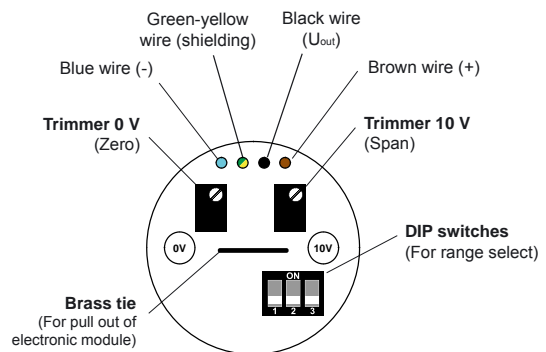 Green-yellow
wire (shielding)
Black wire
(Uout)
Blue wire (-)
Brown wire (+)
Trimmer 0 V
(Zero)
Trimmer 10 V
(Span)
0V
10V
DIP switches
(For range select)
ON
1 2 3
Brass tie
(For pull out of
electronic module)